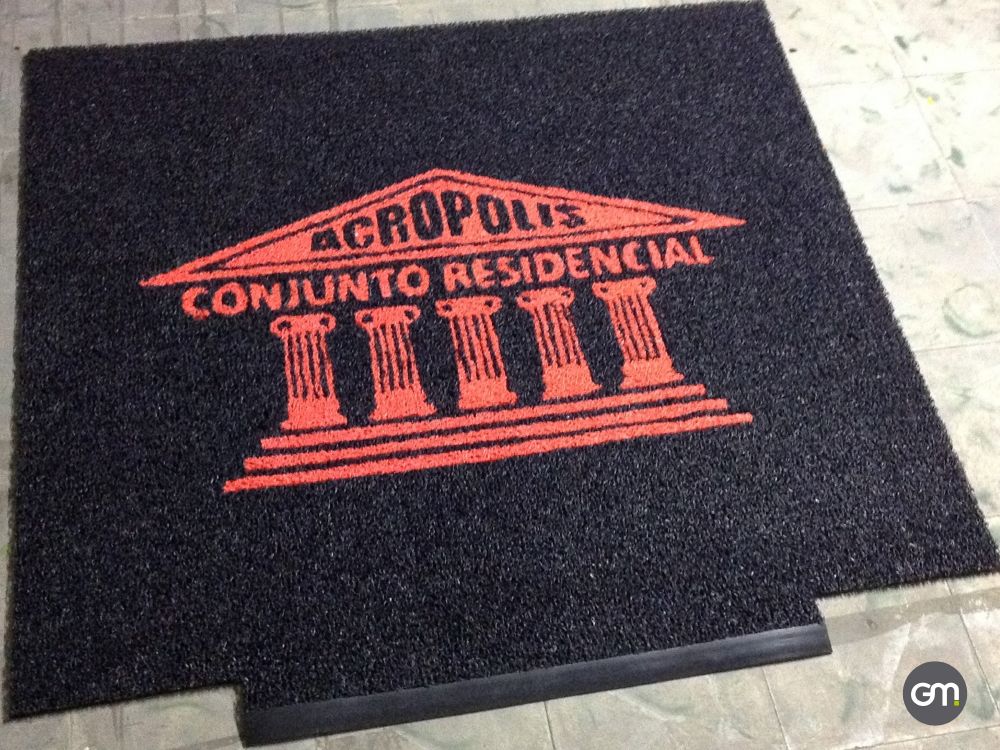 ACROPOLIS
CONJUNTO RESIDENCIAL
GM.